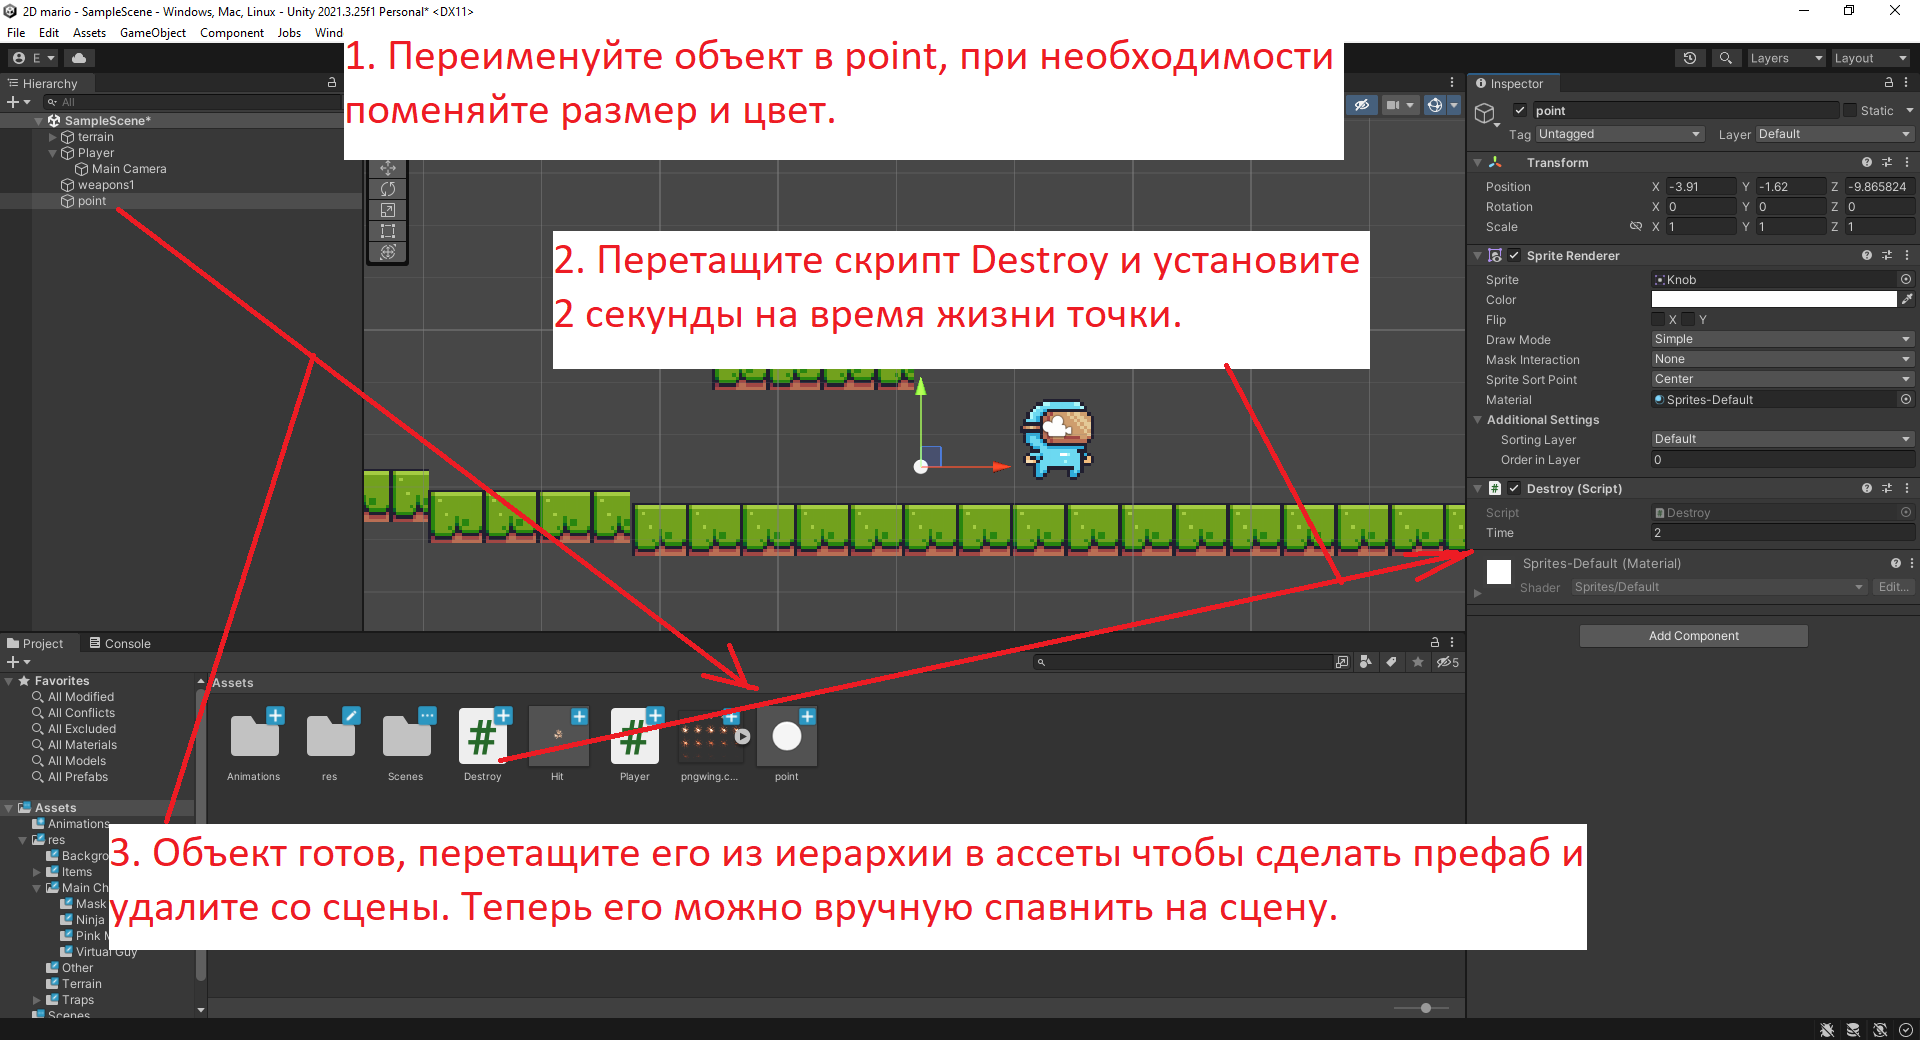 2D mario - SampleScene - Windows, Mac, Linux - Unity 2021.3.25f1 Personal* <DX11>
File Edit Assets GameObject Component Jobs Wind
1. Переименуйте объект в point, при необходимости
поменяйте размер и цвет.
E
Layers
Layout
Hierarchy
All
SampleScene*
terrain
Player
Main Camera
weapons1
point
2. Перетащите скрипт Destroy и установите
2 секунды на время жизни точки.
Inspector
point
Static
Tag Untagged Layer Default
Transform
Position X -3.91 Y -1.62 Z -9.865824
Rotation X 0 Y 0 Z 0
Scale X 1 Y 1 Z 1
Sprite Renderer
Sprite Knob
Color
Flip X Y
Draw Mode Simple
Mask Interaction None
Sprite Sort Point Center
Material Sprites-Default
Additional Settings
Sorting Layer Default
Order in Layer 0
Destroy (Script)
Script Destroy
Time 2
Sprites-Default (Material)
Shader Sprites/Default Edit...
Add Component
Project Console
5
Favorites
All Modified
All Conflicts
All Excluded
All Materials
All Models
All Prefabs
Assets
Animations
res
Backgro
Items
Main Ch
Mask
Ninja
Pink M
Virtual Guy
Other
Terrain
Traps
Scenes
Assets
Animations res Scenes Destroy Hit Player pngwing.c... point
3. Объект готов, перетащите его из иерархии в ассеты чтобы сделать префаб и
удалите со сцены. Теперь его можно вручную спавнить на сцену.